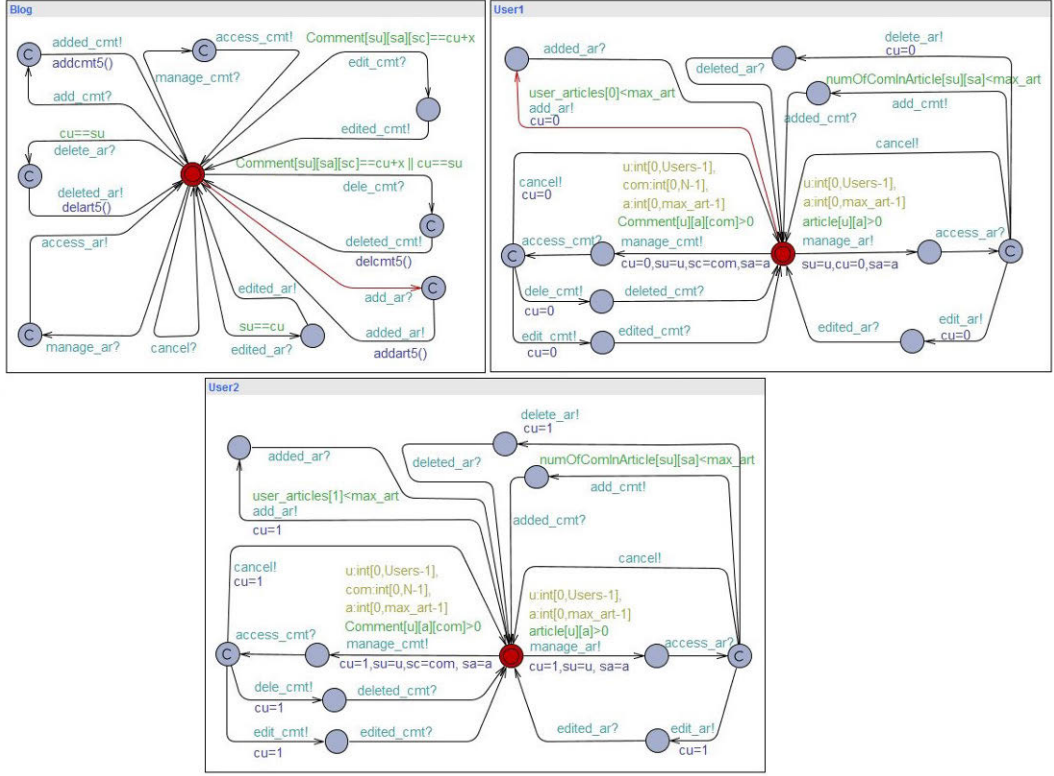 Blog
added_cmt!
addcmt5()
add_cmt?
access_cmt!
manage_cmt?
Comment[su][sa][sc]==cu+x
edit_cmt?
edited_cmt!
C
C
cu==su
delete_ar?
deleted_ar!
delart5()
C
Comment[su][sa][sc]==cu+x || cu==su
dele_cmt?
deleted_cmt!
delcmt5()
C
access_ar!
manage_ar?
C
cancel?
edited_ar!
su==cu
edited_ar?
add_ar?
added_ar!
addart5()
C
User1
added_ar?
user_articles[0]<max_art
add_ar!
cu=0
delete_ar!
cu=0
deleted_ar?
numOfComInArticle[su][sa]<max_art
add_cmt!
added_cmt?
cancel!
cancel!
cu=0
u:int[0,Users-1],
com:int[0,N-1],
a:int[0,max_art-1]
Comment[u][a][com]>0
manage_cmt!
cu=0,su=u,sc=com,sa=a
access_cmt?
C
u:int[0,Users-1],
a:int[0,max_art-1]
article[u][a]>0
manage_ar!
su=u,cu=0,sa=a
access_ar?
C
dele_cmt!
cu=0
deleted_cmt?
edit_cmt!
cu=0
edited_cmt?
edited_ar?
edit_ar!
cu=0
User2
added_ar?
user_articles[1]<max_art
add_ar!
cu=1
delete_ar!
cu=1
deleted_ar?
numOfComInArticle[su][sa]<max_art
add_cmt!
added_cmt?
cancel!
cancel!
cu=1
u:int[0,Users-1],
com:int[0,N-1],
a:int[0,max_art-1]
Comment[u][a][com]>0
manage_cmt!
cu=1,su=u,sc=com, sa=a
access_cmt?
C
u:int[0,Users-1],
a:int[0,max_art-1]
article[u][a]>0
manage_ar!
cu=1,su=u, sa=a
access_ar?
C
dele_cmt!
cu=1
deleted_cmt?
edit_cmt!
cu=1
edited_cmt?
edited_ar?
edit_ar!
cu=1